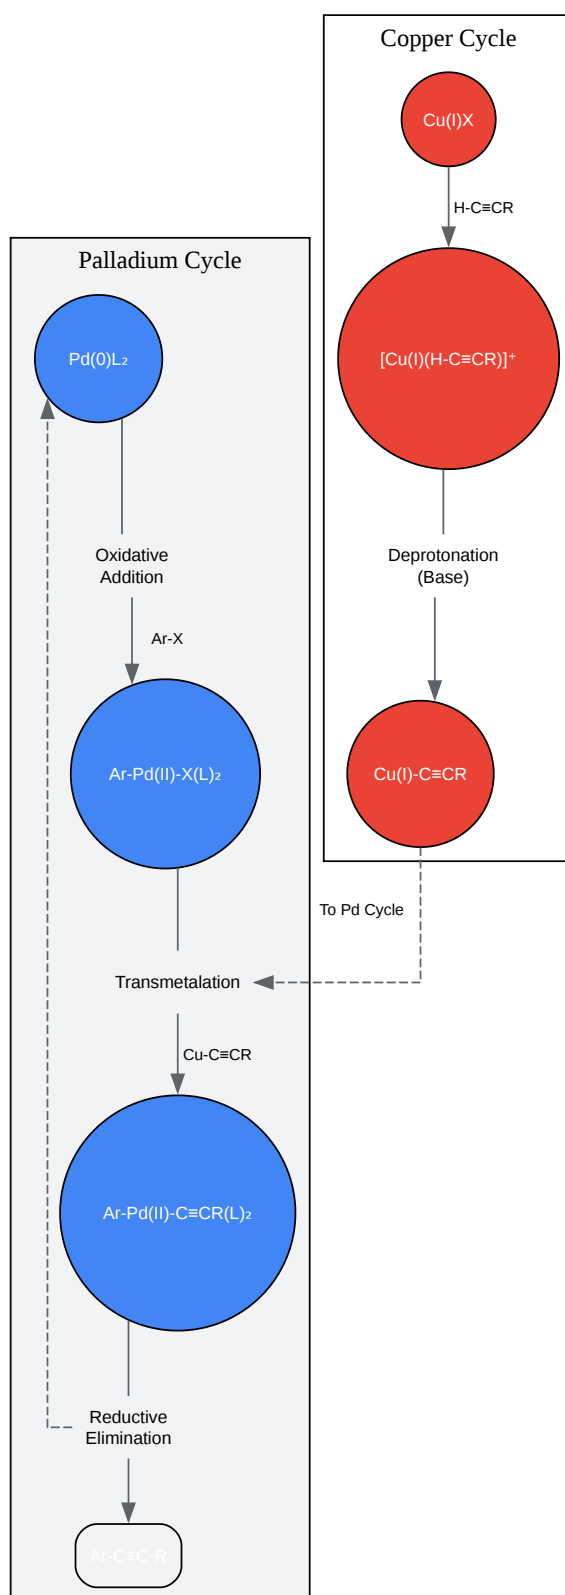 Copper Cycle
Cu(I)X
H-C≡CR
[Cu(I)(H-C≡CR)]⁺
Deprotonation
(Base)
Cu(I)-C≡CR
To Pd Cycle
Palladium Cycle
Pd(0)L₂
Oxidative
Addition
Ar-X
Ar-Pd(II)-X(L)₂
Transmetalation
Cu-C≡CR
Ar-Pd(II)-C≡CR(L)₂
Reductive
Elimination
Ar-C≡C-R